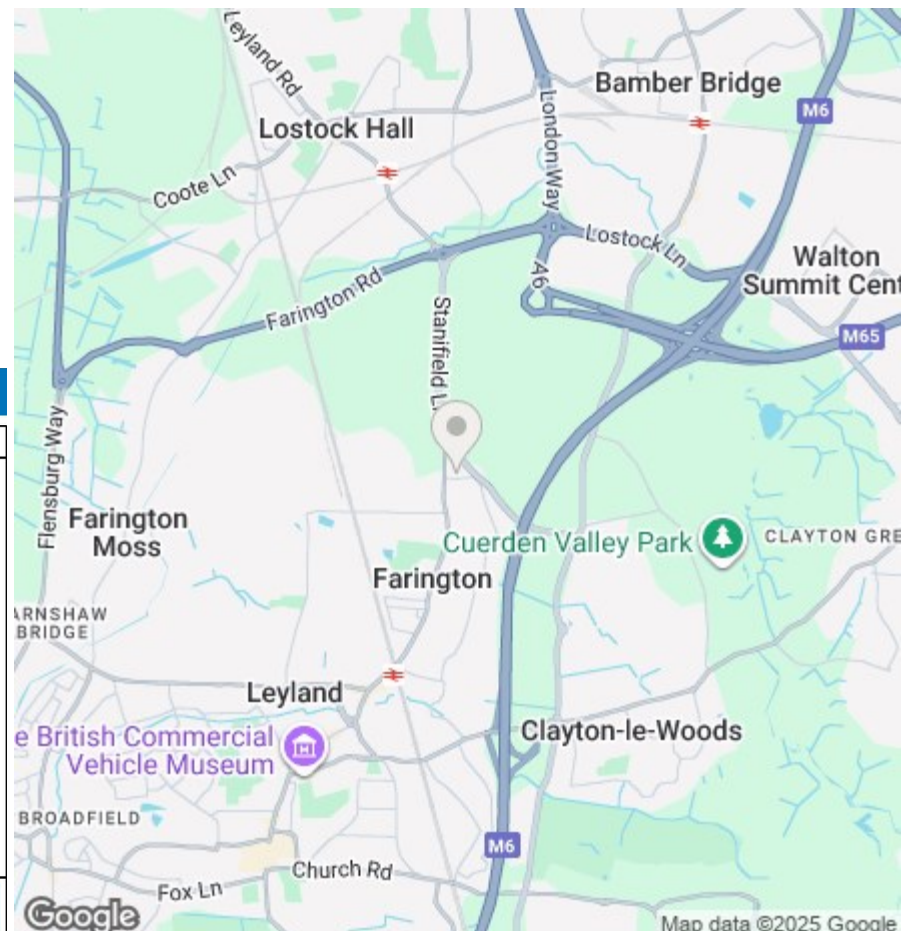 Leyland Rd
Bamber Bridge
M6
Lostock Hall
London Way
Coote Ln
Lostock Ln
Walton
Summit Cent
A6
Farington Rd
M65
Stanifield L
Flensburg Way
Farington
Moss
Cuerden Valley Park
CLAYTON GRE
Farington
ARNSHAW
BRIDGE
Leyland
Clayton-le-Woods
e British Commercial
Vehicle Museum
BROADFIELD
M6
Church Rd
Fox Ln
Google
Map data ©2025 Google